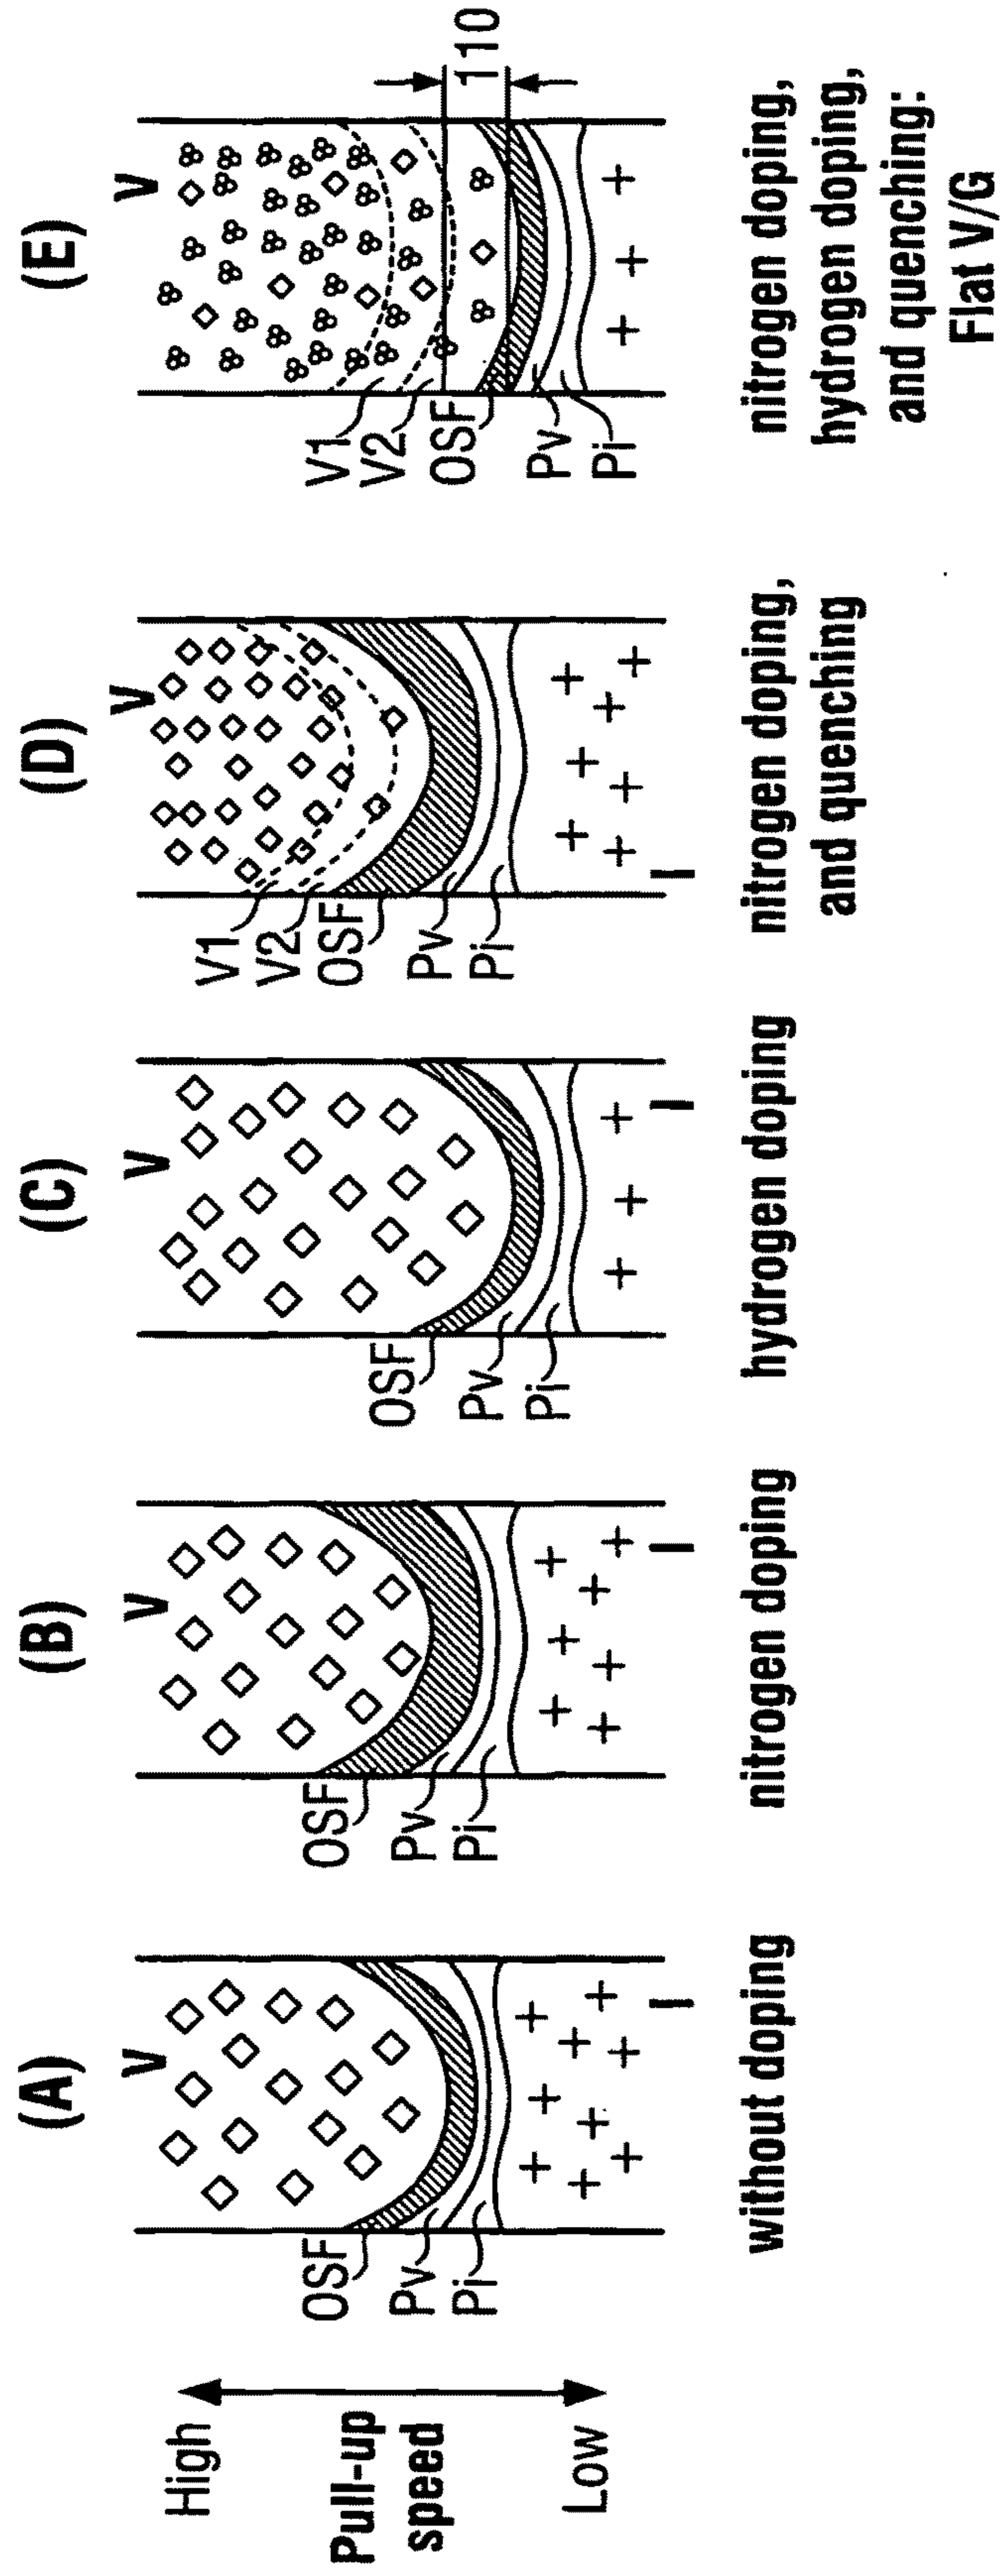 High
Pull-up
speed
Low
(A)
V
OSF
Pv
Pi
I
without doping
(B)
V
OSF
Pv
Pi
I
nitrogen doping
(C)
V
OSF
Pv
Pi
I
hydrogen doping
(D)
V
V1
V2
OSF
Pv
Pi
I
nitrogen doping,
and quenching
(E)
V
V1
V2
OSF
Pv
Pi
110
nitrogen doping,
hydrogen doping,
and quenching:
Flat V/G